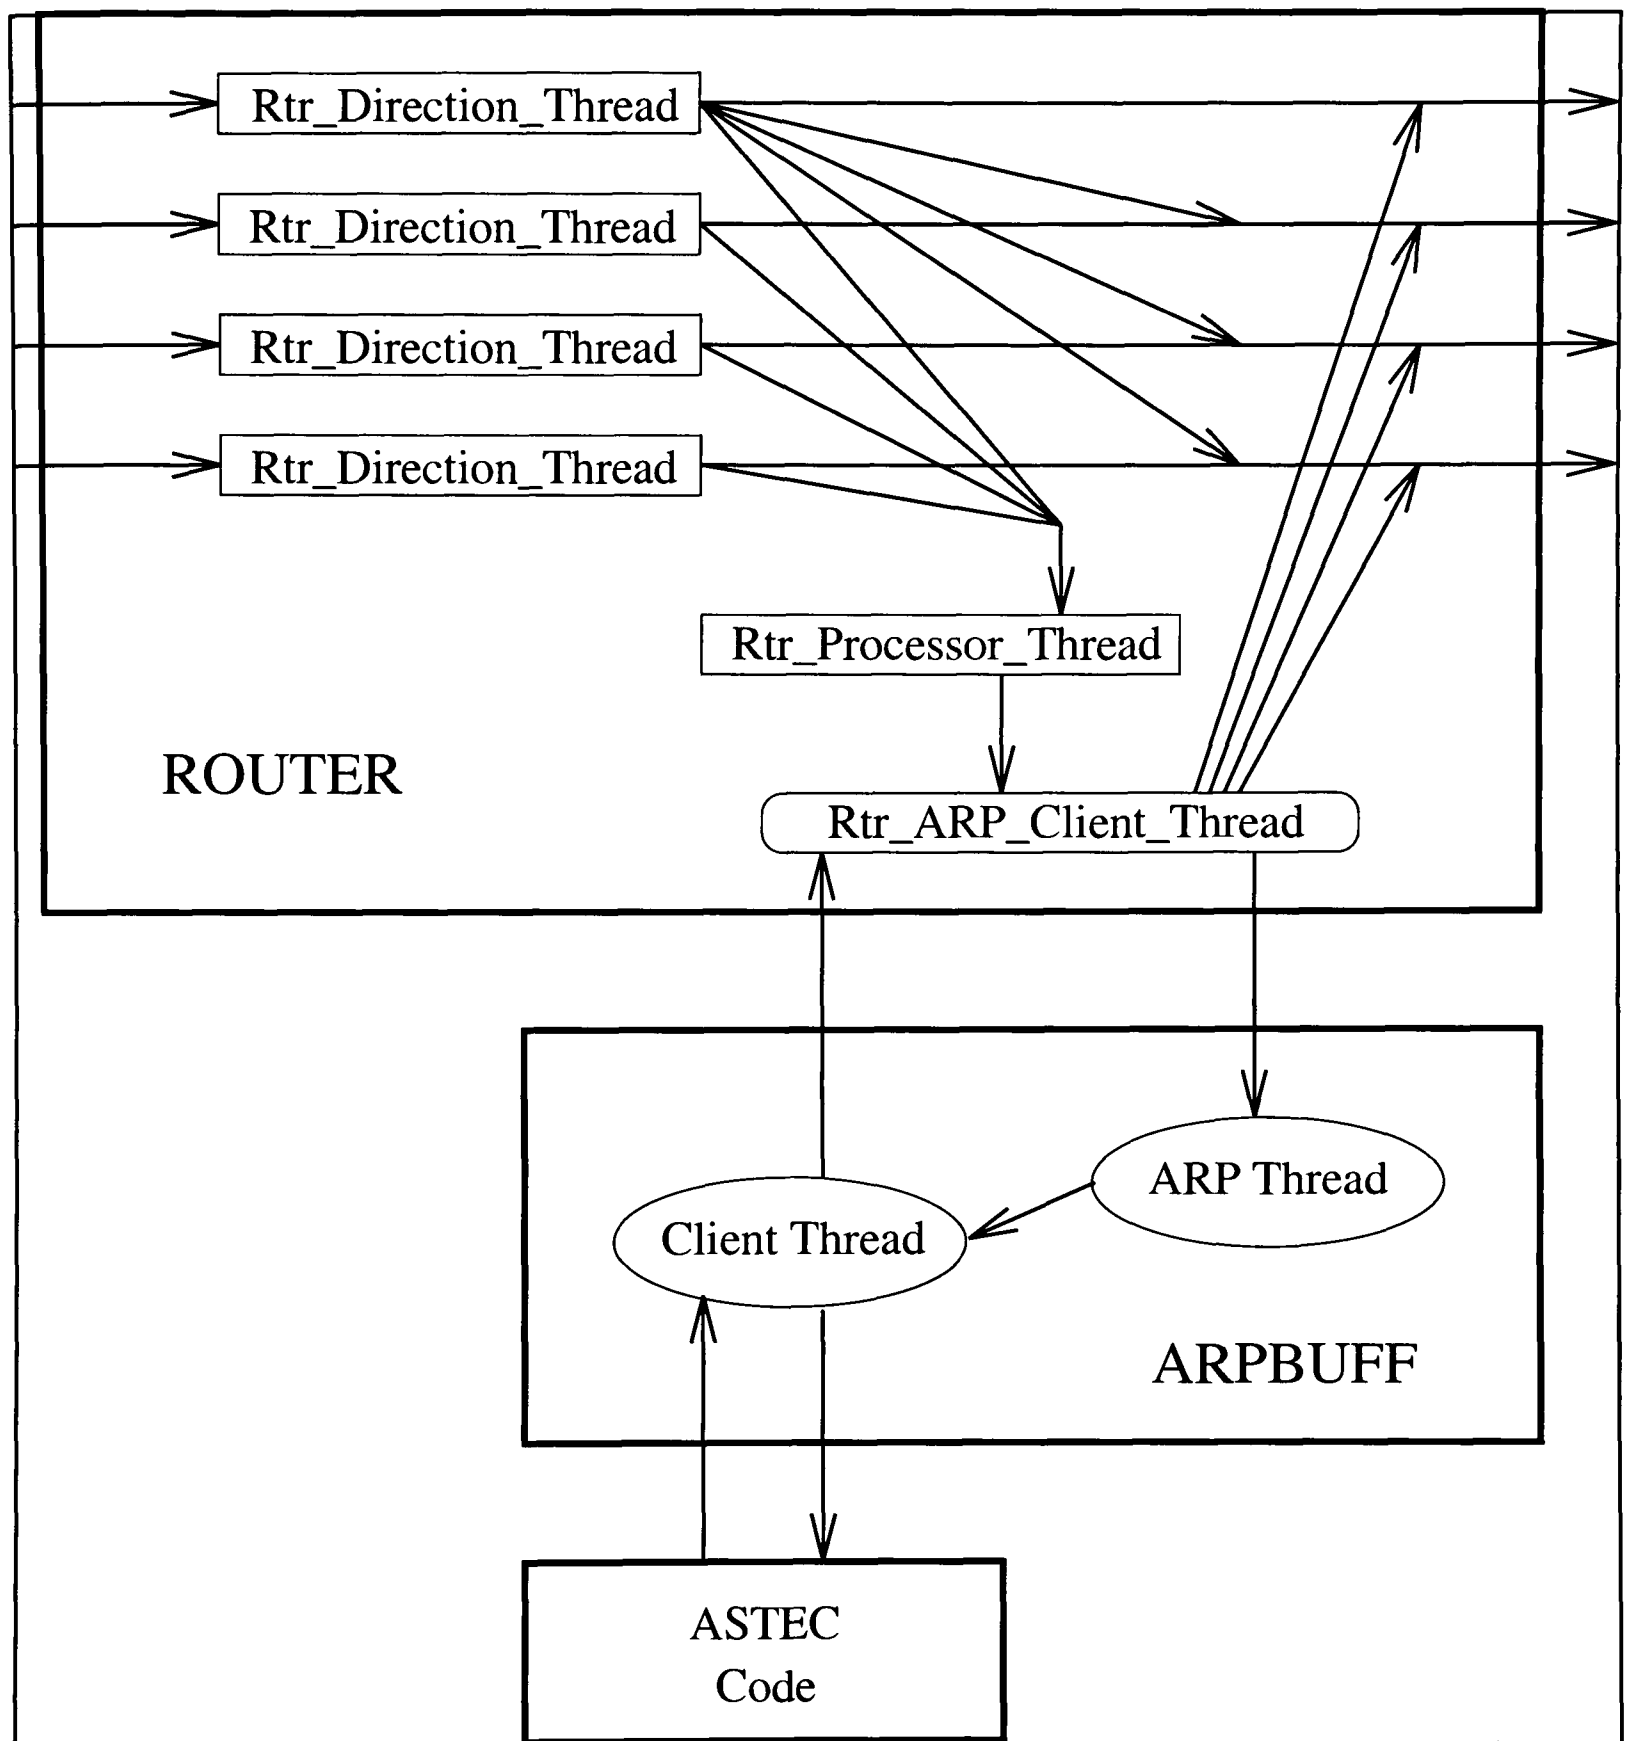 Rtr_Direction_Thread
Rtr_Direction_Thread
Rtr_Direction_Thread
Rtr_Direction_Thread
Rtr_Processor_Thread
ROUTER
Rtr_ARP_Client_Thread
ARP Thread
Client Thread
ARPBUFF
ASTEC
Code